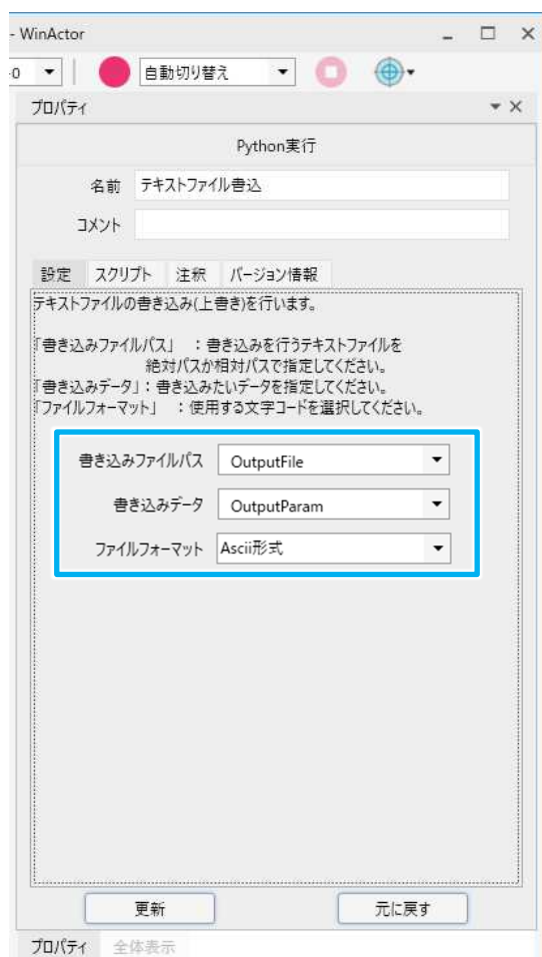 - WinActor
0
自動切り替え
プロパティ
Python実行
名前 テキストファイル書込
コメント
設定 スクリプト 注釈 バージョン情報
テキストファイルの書き込み(上書き)を行います。
「書き込みファイルパス」 : 書き込みを行うテキストファイルを
絶対パスか相対パスで指定してください。
「書き込みデータ」: 書き込みたいデータを指定してください。
「ファイルフォーマット」 : 使用する文字コードを選択してください。
書き込みファイルパス OutputFile
書き込みデータ OutputParam
ファイルフォーマット Ascii形式
更新 元に戻す
プロパティ 全体表示